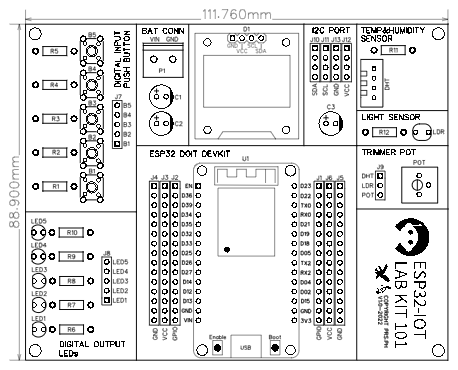 111.760mm
88.900mm
R5
B5
R4
B4
R3
B3
R2
B2
R1
B1
DIGITAL INPUT
PUSH BUTTON
J7
B5
B4
B3
B2
B1
BAT CONN
VIN GND
P1
C1
C2
O1
GND
VCC
SCL
SDA
I2C PORT
J10
J11
J13
J12
SDA
SCL
GND
VCC
C3
TEMP&HUMIDITY
SENSOR
R11
DHT
LIGHT SENSOR
R12
LDR
TRIMMER POT
J9
DHT
LDR
POT
POT
ESP32 DOIT DEVKIT
U1
J4
J3
J2
EN
D36
D39
D34
D35
D32
D33
D25
D26
D27
D14
D12
D13
GND
VIN
GND
VCC
GPIO
D23
D22
TX0
RX0
D21
D19
D18
D05
TX2
RX2
D04
D02
D15
GND
3V3
J1
J6
J5
GPIO
VCC
GND
Enable
USB
Boot
LED5
R10
LED4
R9
LED3
R8
LED2
R7
LED1
R6
J8
LED5
LED4
LED3
LED2
LED1
DIGITAL OUTPUT
LEDs
ESP32-IOT
LAB KIT 101
COPYRIGHT PRS.PH
V3.0-2022